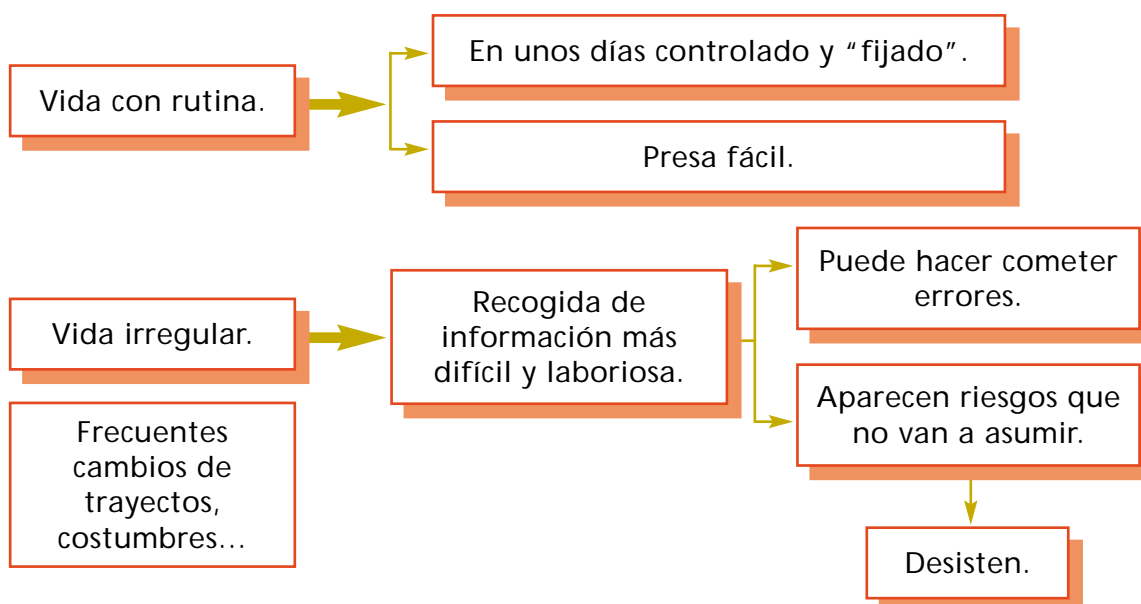 Vida con rutina.
En unos días controlado y “fijado”.
Presa fácil.
Vida irregular.
Frecuentes
cambios de
trayectos,
costumbres...
Recogida de
información más
difícil y laboriosa.
Puede hacer cometer
errores.
Aparecen riesgos que
no van a asumir.
Desisten.